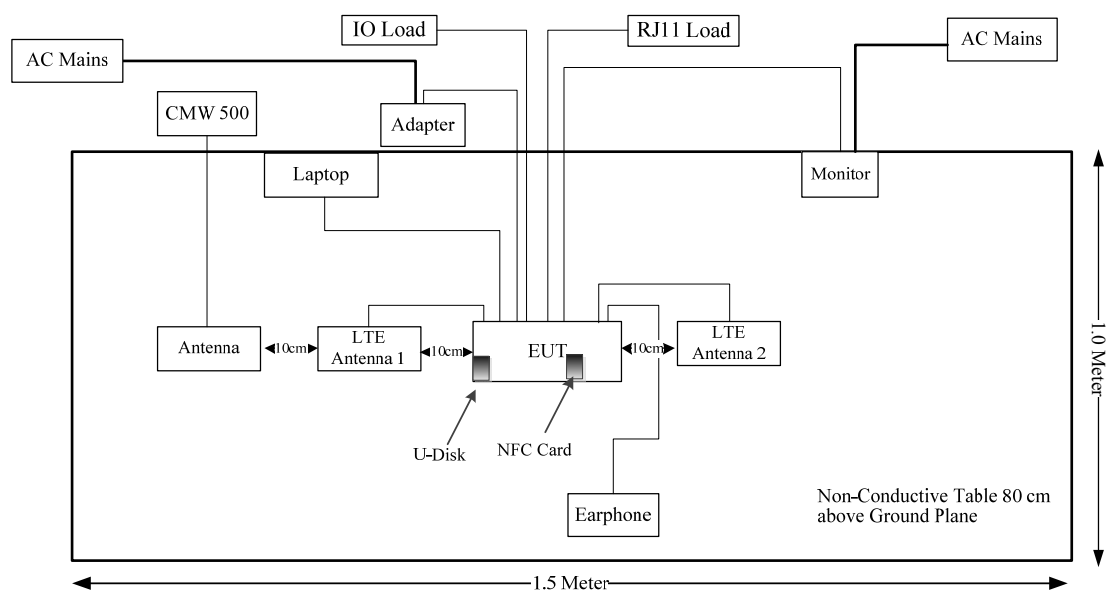 IO Load
RJ11 Load
AC Mains
AC Mains
CMW 500
Adapter
Laptop
Monitor
Antenna
10cm
LTE
Antenna 1
10cm
EUT
10cm
LTE
Antenna 2
1.0 Meter
U-Disk
NFC Card
Earphone
Non-Conductive Table 80 cm
above Ground Plane
1.5 Meter